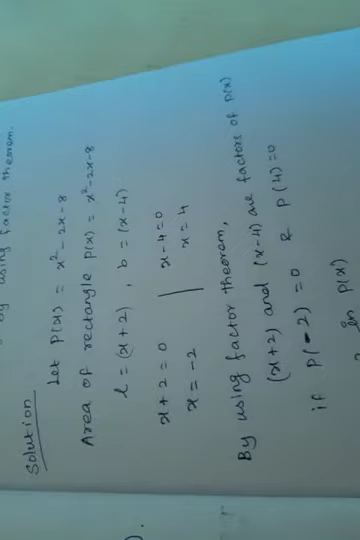 by using factor theorem.
Solution
Let P(x) = x² - 2x - 8
Area of rectangle P(x) = x² - 2x - 8
l = (x + 2) , b = (x - 4)
x + 2 = 0 | x - 4 = 0
x = -2 | x = 4
By using factor theorem,
(x + 2) and (x - 4) are factors of P(x)
if P(-2) = 0 & P(4) = 0
in P(x)
).